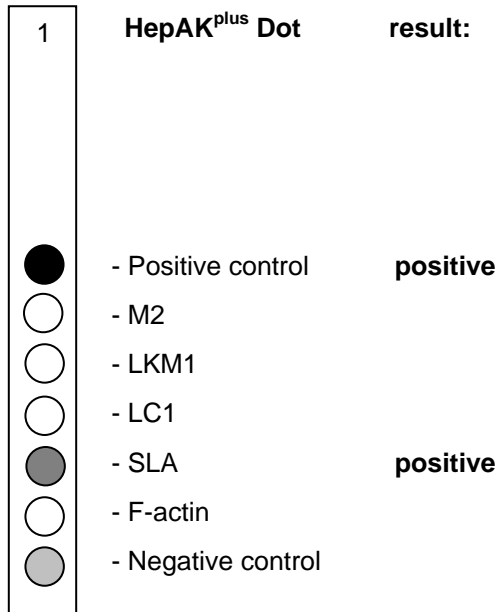 1 HepAKplus Dot result:
- Positive control positive
- M2
- LKM1
- LC1
- SLA positive
- F-actin
- Negative control